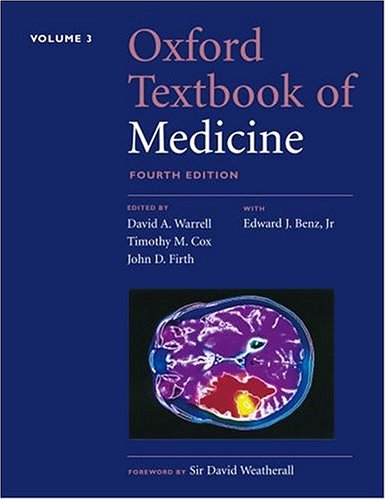 VOLUME 3
Oxford
Textbook of
Medicine
FOURTH EDITION
EDITED BY
David A. Warrell
Timothy M. Cox
John D. Firth
WITH
Edward J. Benz, Jr
FOREWORD BY Sir David Weatherall